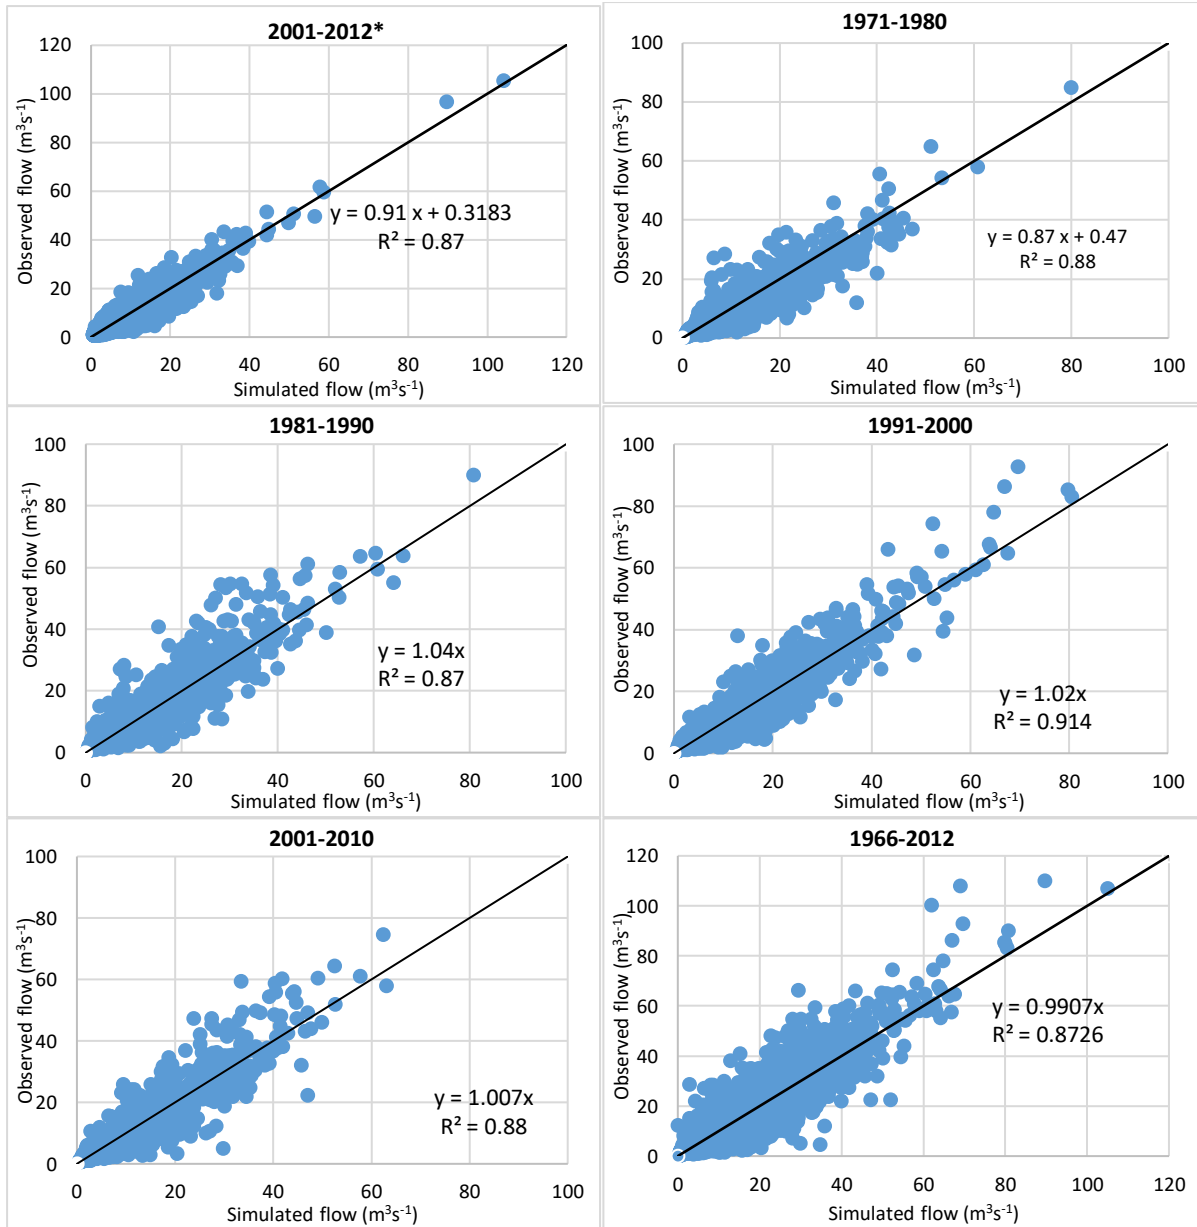 2001-2012*
Observed flow (m³s⁻¹)
120
100
80
60
40
20
0
y = 0.91 x + 0.3183
R² = 0.87
0 20 40 60 80 100 120
Simulated flow (m³s⁻¹)
1971-1980
Observed flow (m³s⁻¹)
100
80
60
40
20
0
y = 0.87 x + 0.47
R² = 0.88
0 20 40 60 80 100
Simulated flow (m³s⁻¹)
1981-1990
Observed flow (m³s⁻¹)
100
80
60
40
20
0
y = 1.04x
R² = 0.87
0 20 40 60 80 100
Simulated flow (m³s⁻¹)
1991-2000
Observed flow (m³s⁻¹)
100
80
60
40
20
0
y = 1.02x
R² = 0.914
0 20 40 60 80 100
Simulated flow (m³s⁻¹)
2001-2010
Observed flow (m³s⁻¹)
100
80
60
40
20
0
y = 1.007x
R² = 0.88
0 20 40 60 80 100
Simulated flow (m³s⁻¹)
1966-2012
Observed flow (m³s⁻¹)
120
100
80
60
40
20
0
y = 0.9907x
R² = 0.8726
0 20 40 60 80 100 120
Simulated flow (m³s⁻¹)